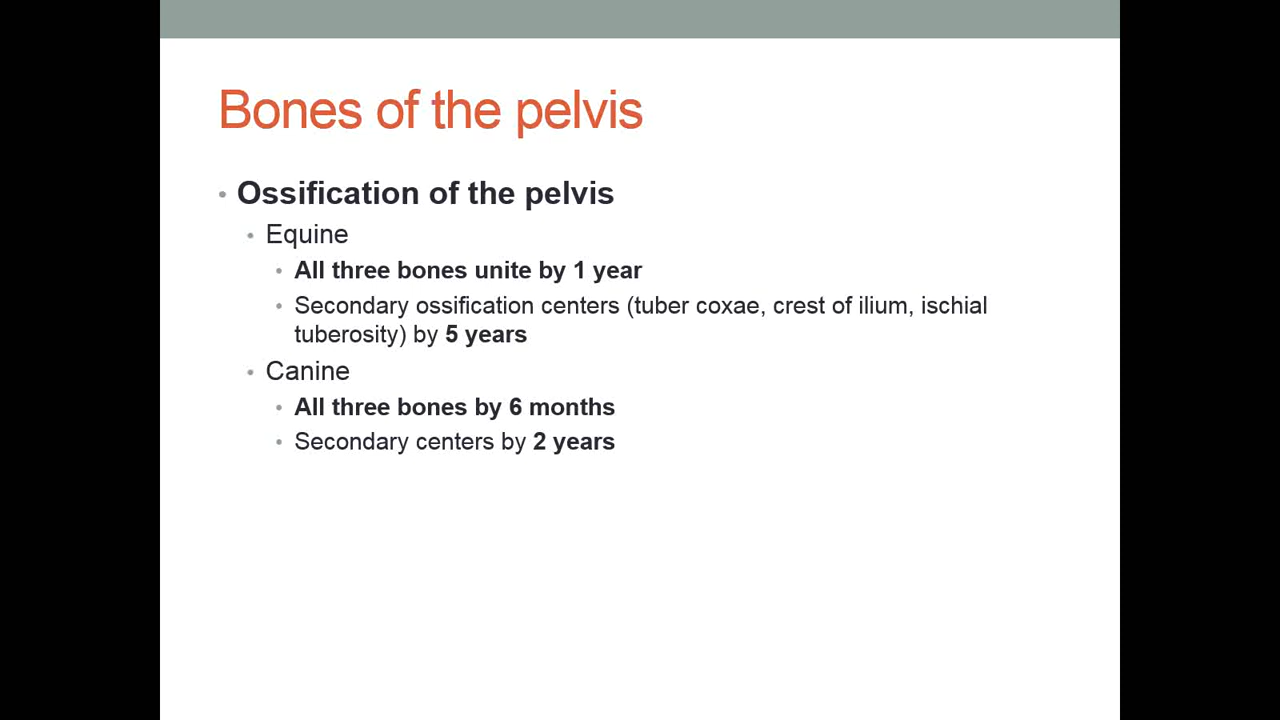 Bones of the pelvis
• Ossification of the pelvis
• Equine
• All three bones unite by 1 year
• Secondary ossification centers (tuber coxae, crest of ilium, ischial
tuberosity) by 5 years
• Canine
• All three bones by 6 months
• Secondary centers by 2 years